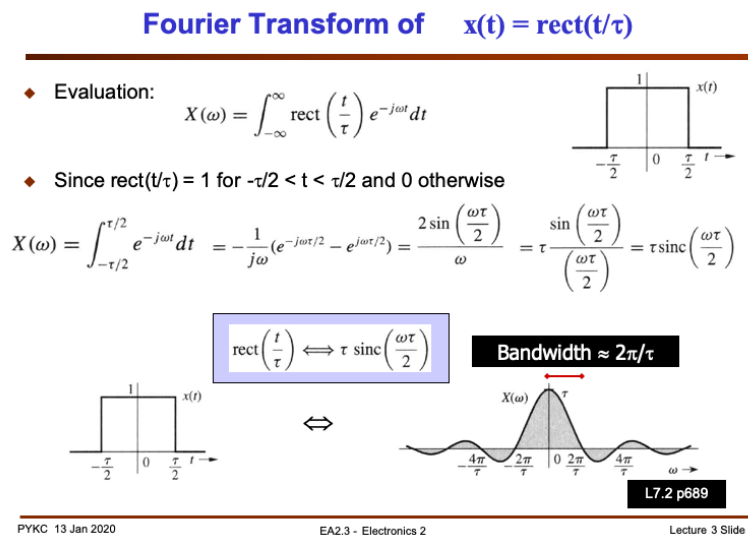 Fourier Transform of x(t) = rect(t/τ)
Evaluation:
X(ω) = ∫_{-∞}^{∞} rect (t/τ) e^{-jωt} dt
1 x(t)
-τ/2 0 τ/2 t →
Since rect(t/τ) = 1 for -τ/2 < t < τ/2 and 0 otherwise
X(ω) = ∫_{-τ/2}^{τ/2} e^{-jωt} dt = - 1/jω (e^{-jωτ/2} − e^{jωτ/2}) = 2 sin (ωτ/2) / ω = τ sin (ωτ/2) / (ωτ/2) = τ sinc (ωτ/2)
rect (t/τ) ⟺ τ sinc (ωτ/2)
Bandwidth ≈ 2π/τ
1 x(t)
-τ/2 0 τ/2 t →
⇔
X(ω) τ
-4π/τ -2π/τ 0 2π/τ 4π/τ ω →
L7.2 p689
PYKC 13 Jan 2020 EA2.3 - Electronics 2 Lecture 3 Slide